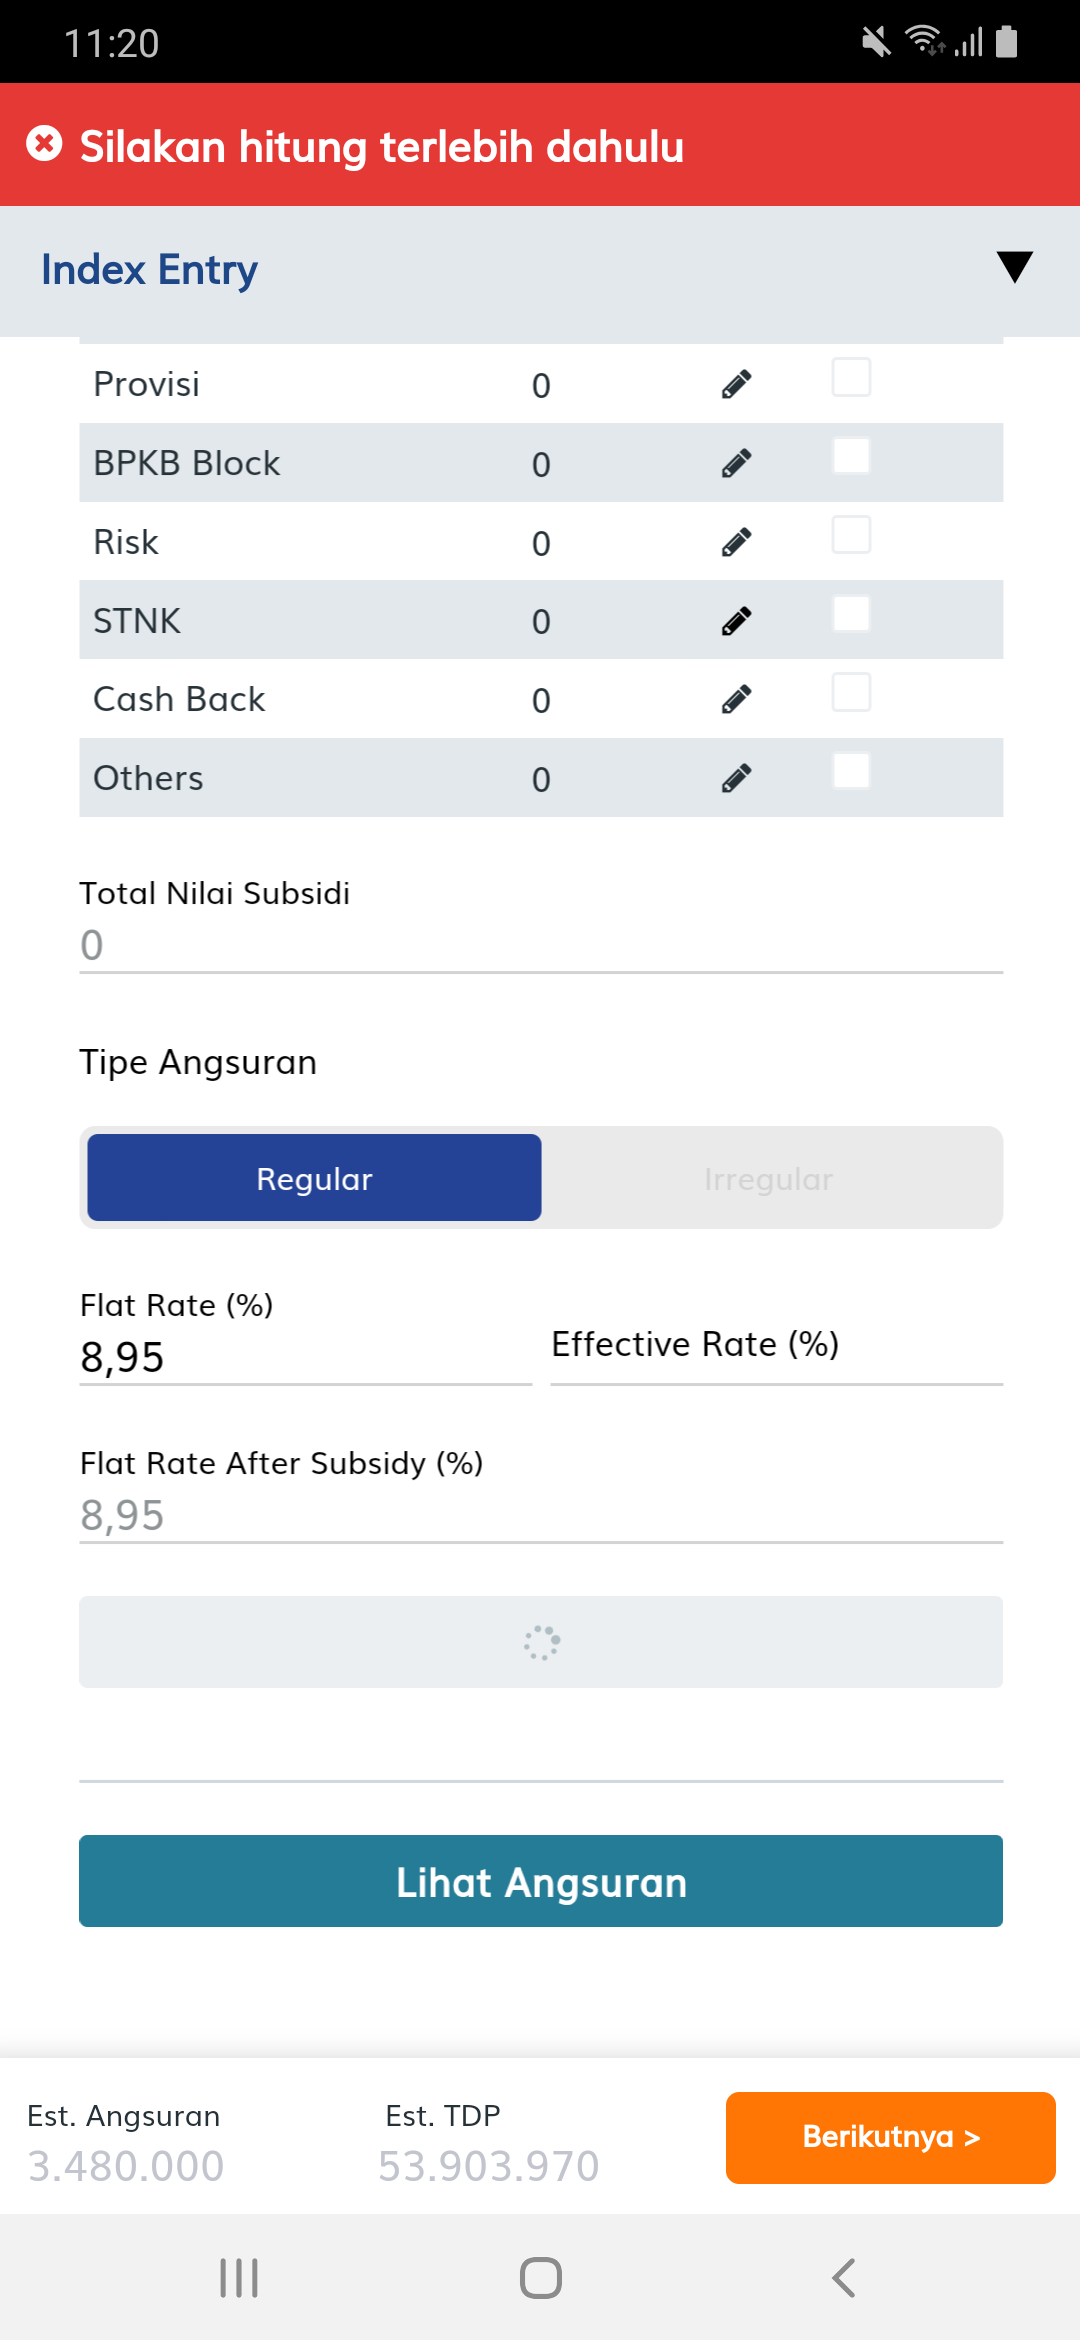 11:20
Silakan hitung terlebih dahulu
Index Entry
Provisi 0
BPKB Block 0
Risk 0
STNK 0
Cash Back 0
Others 0
Total Nilai Subsidi
0
Tipe Angsuran
Regular Irregular
Flat Rate (%)
8,95
Effective Rate (%)
Flat Rate After Subsidy (%)
8,95
Lihat Angsuran
Est. Angsuran Est. TDP
3.480.000 53.903.970
Berikutnya >